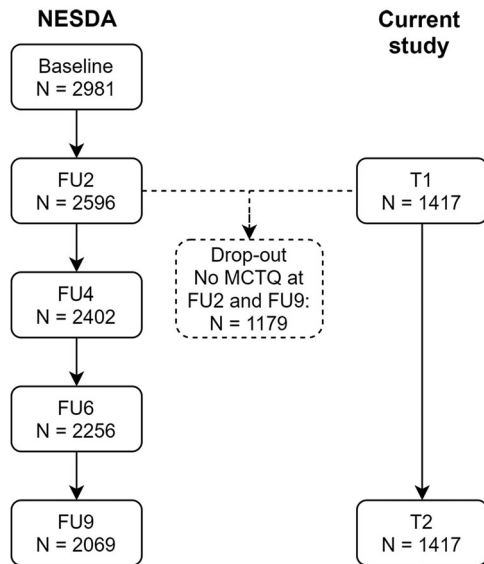 NESDA
Current
study
Baseline
N = 2981
FU2
N = 2596
T1
N = 1417
Drop-out
No MCTQ at
FU2 and FU9:
N = 1179
FU4
N = 2402
FU6
N = 2256
FU9
N = 2069
T2
N = 1417